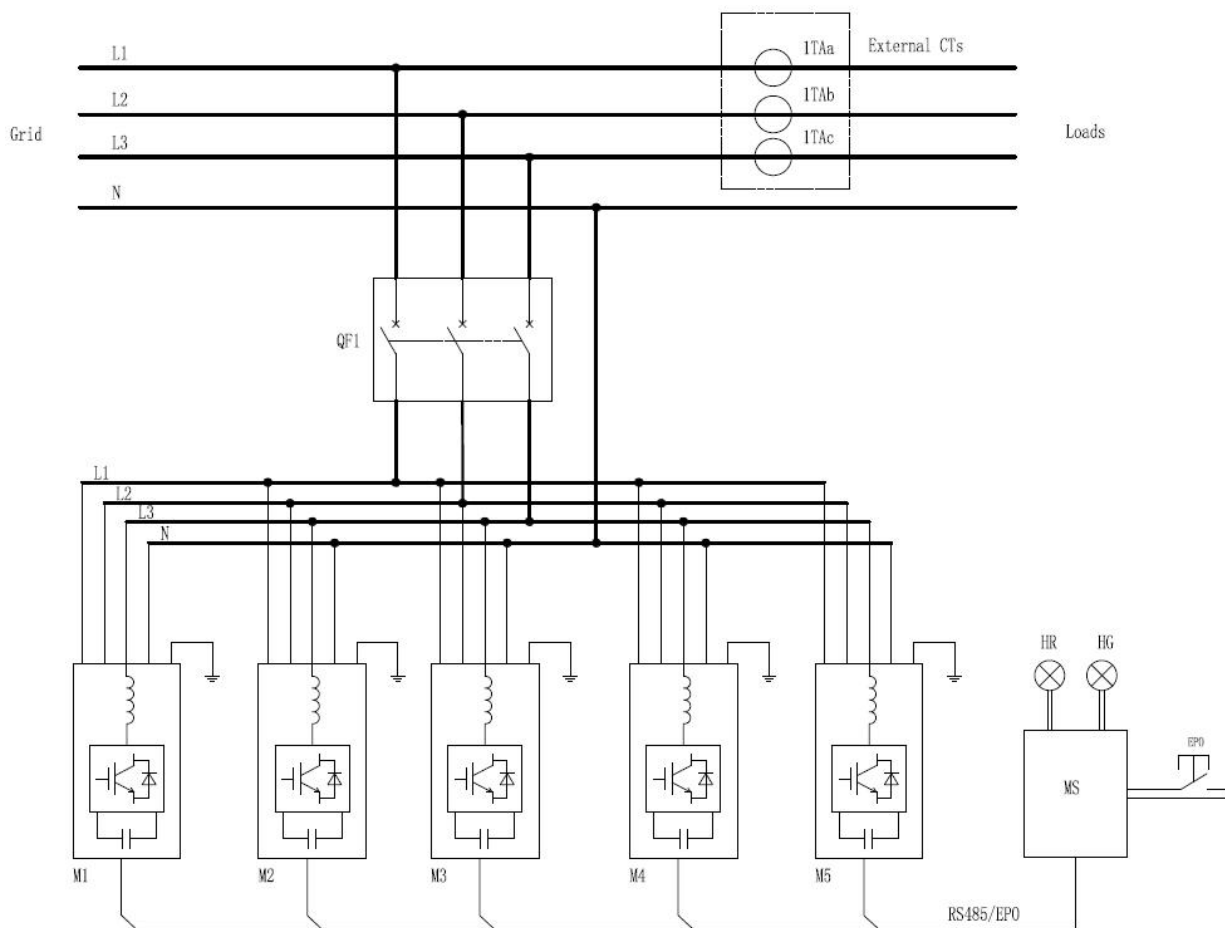 1TAa
External CTs
L1
1TAb
L2
Grid
Loads
1TAc
L3
N
QF1
L1
L2
L3
N
HR
HG
EPO
MS
M1
M2
M3
M4
M5
RS485/EPO